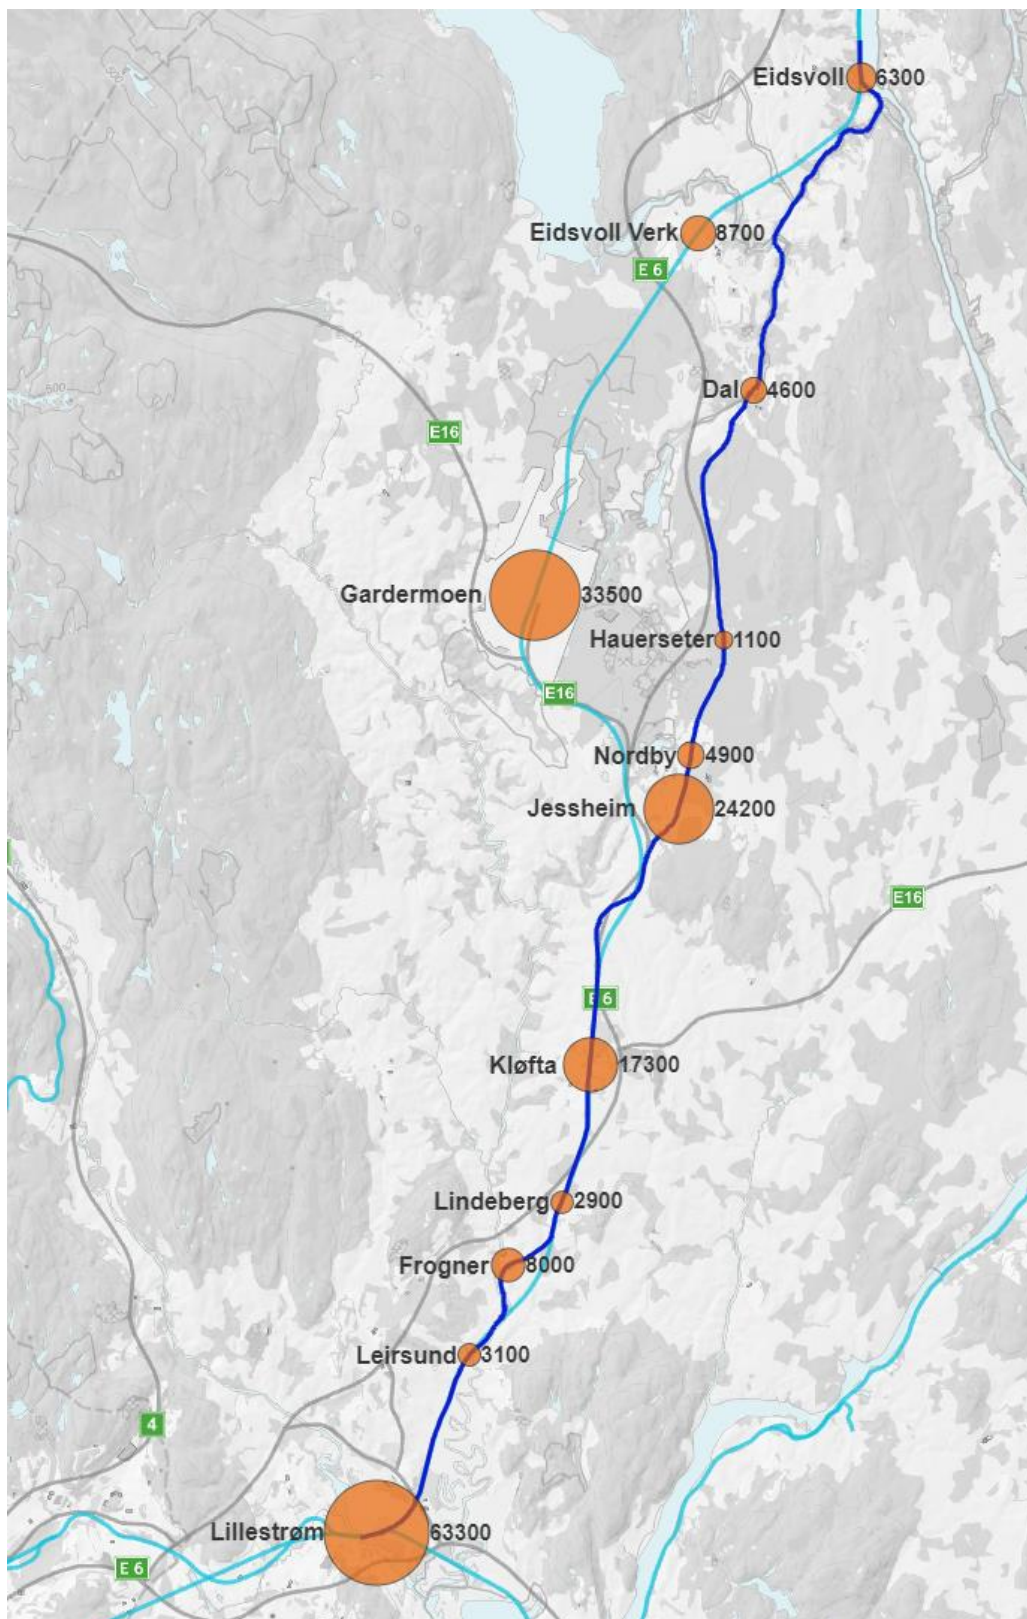 Eidsvoll 6300
Eidsvoll Verk 8700
E 6
Dal 4600
E16
Gardermoen 33500
Hauerseter 1100
E16
Nordby 4900
Jessheim 24200
E16
E 6
Kløfta 17300
Lindeberg 2900
Frogner 8000
Leirsund 3100
4
Lillestrøm 63300
E 6